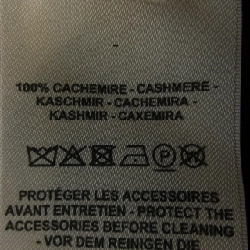 100% CACHEMIRE - CASHMERE -
KASCHMIR - CACHEMIRA -
KASHMIR - CAXEMIRA
PROTÉGER LES ACCESSOIRES
AVANT ENTRETIEN - PROTECT THE
ACCESSORIES BEFORE CLEANING
- VOR DEM REINIGEN DIE